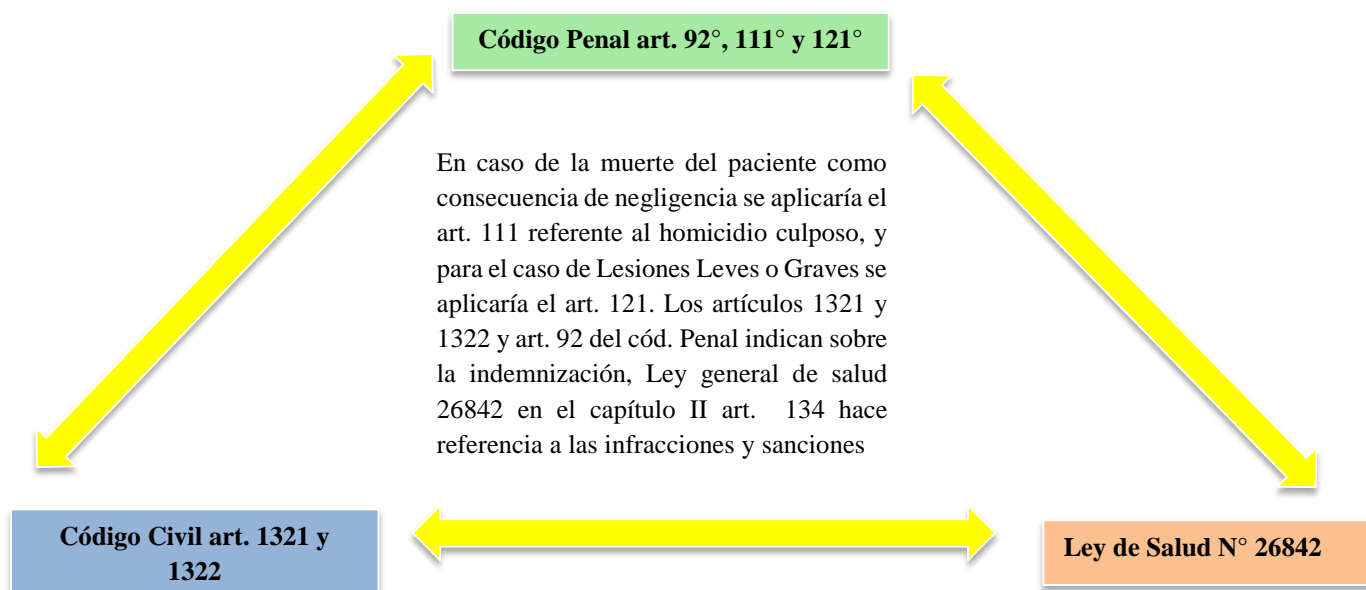 Código Penal art. 92°, 111° y 121°
En caso de la muerte del paciente como
consecuencia de negligencia se aplicaría el
art. 111 referente al homicidio culposo, y
para el caso de Lesiones Leves o Graves se
aplicaría el art. 121. Los artículos 1321 y
1322 y art. 92 del cód. Penal indican sobre
la indemnización, Ley general de salud
26842 en el capítulo II art. 134 hace
referencia a las infracciones y sanciones
Código Civil art. 1321 y
1322
Ley de Salud N° 26842